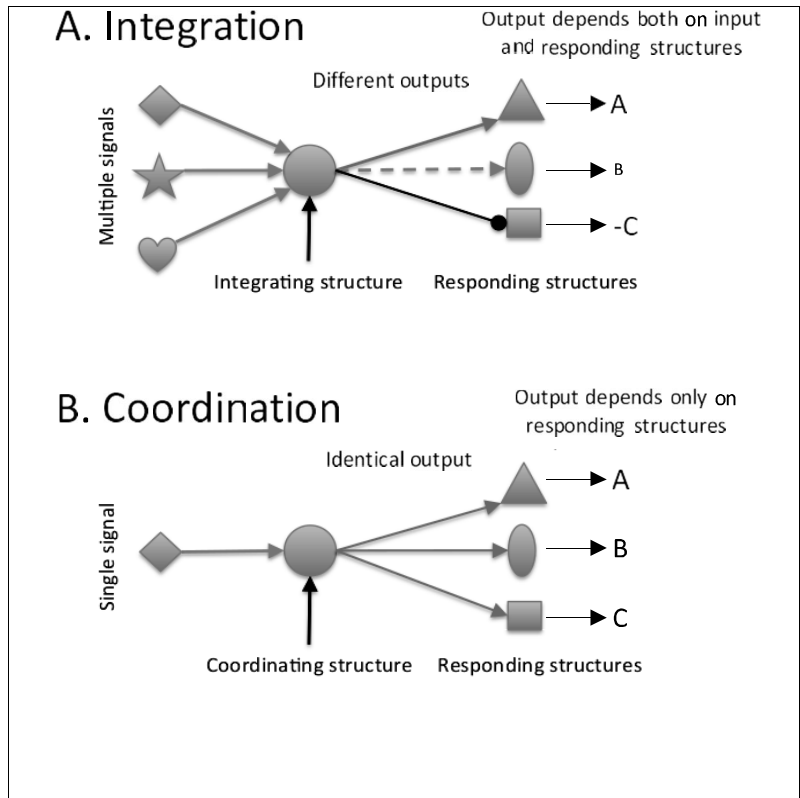 A. Integration
Output depends both on input
and responding structures
Different outputs
Multiple signals
A
B
-C
Integrating structure
Responding structures
B. Coordination
Output depends only on
responding structures
Identical output
Single signal
A
B
C
Coordinating structure
Responding structures